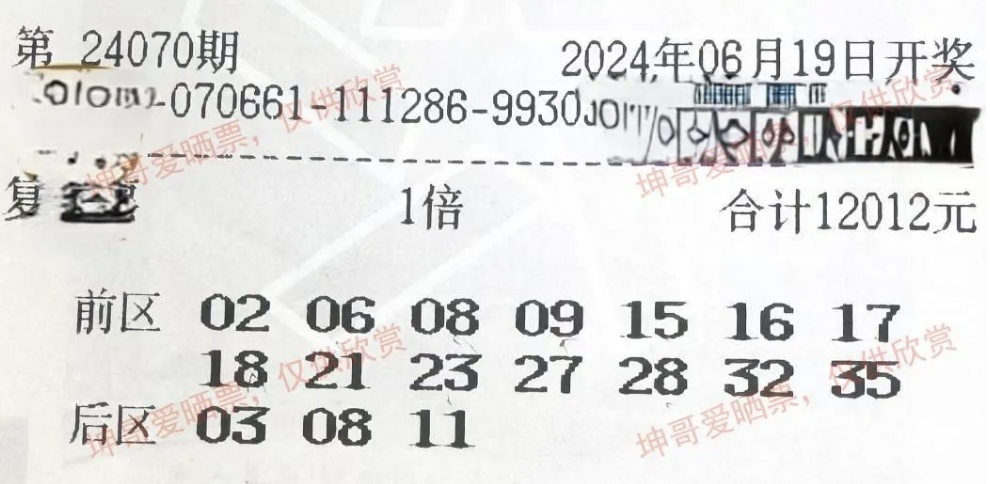 第 24070期 2024年06月19日开奖
-070661-111286-9930
复 1倍 合计12012元
前区 02 06 08 09 15 16 17
18 21 23 27 28 32 35
后区 03 08 11
坤哥爱晒票，仅供欣赏
坤哥爱晒票，仅供欣赏
坤哥爱晒票，仅供欣赏
坤哥爱晒票，仅供欣赏